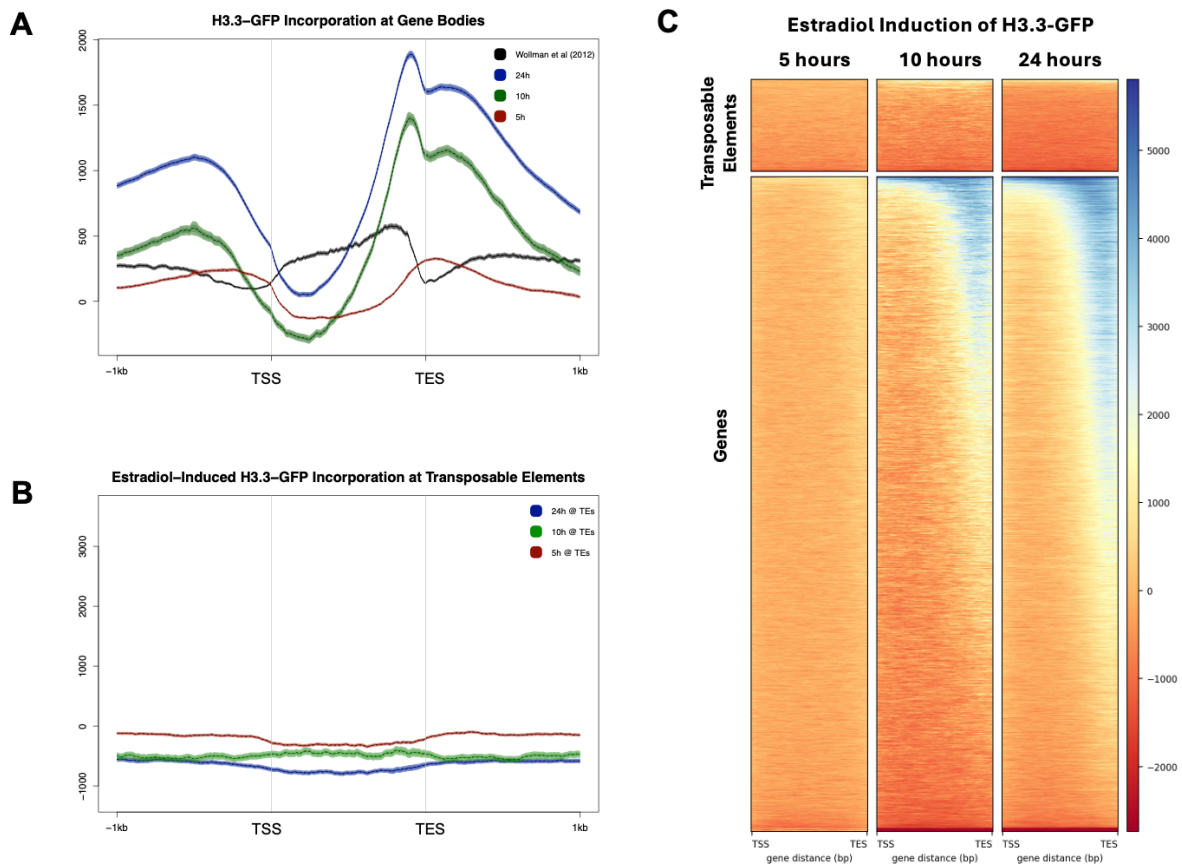 A
H3.3–GFP Incorporation at Gene Bodies
2000
1500
1000
500
0
Wollman et al (2012)
24h
10h
5h
−1kb
TSS
TES
1kb
B
Estradiol–Induced H3.3–GFP Incorporation at Transposable Elements
3000
2000
1000
0
-1000
24h @ TEs
10h @ TEs
5h @ TEs
−1kb
TSS
TES
1kb
C
Estradiol Induction of H3.3-GFP
5 hours
10 hours
24 hours
Transposable
Elements
Genes
5000
4000
3000
2000
1000
0
−1000
−2000
TSS
TES
TSS
TES
TSS
TES
gene distance (bp)
gene distance (bp)
gene distance (bp)